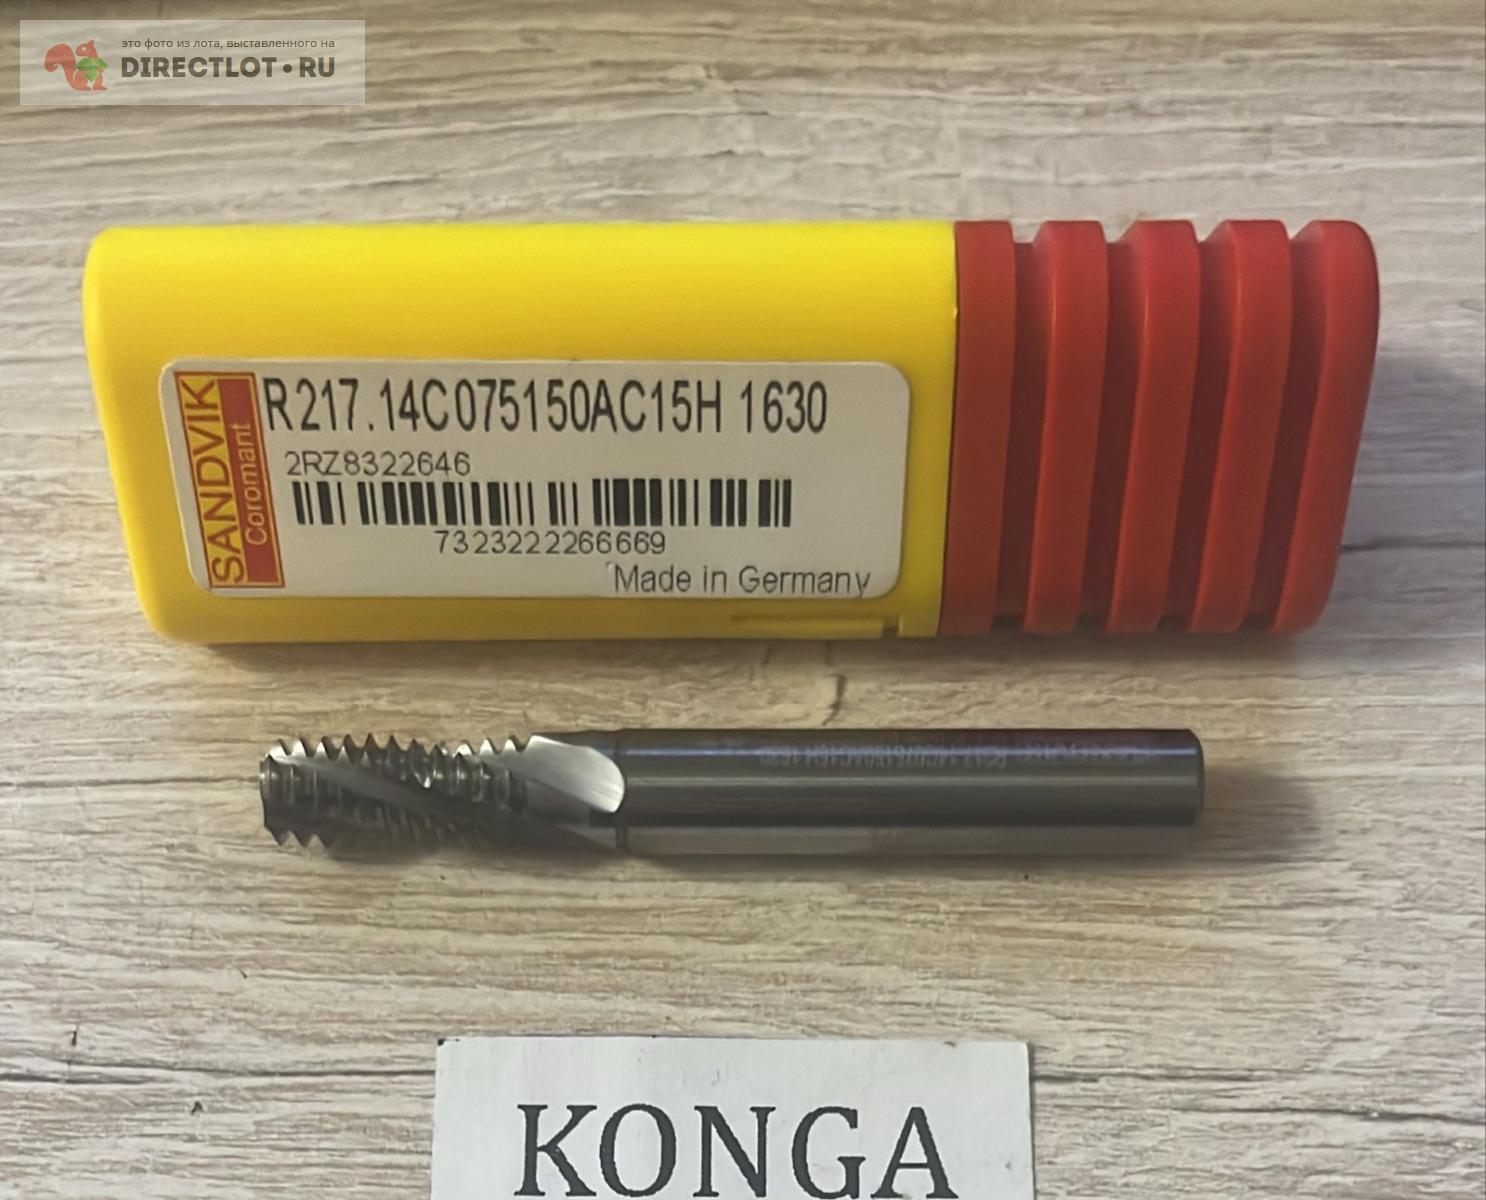 это фото из лота, выставленного на
DIRECTLOT•RU
SANDVIK
Coromant
R217.14C075150AC15H 1630
2RZ8322646
7323222266669
Made in Germany
KONGA